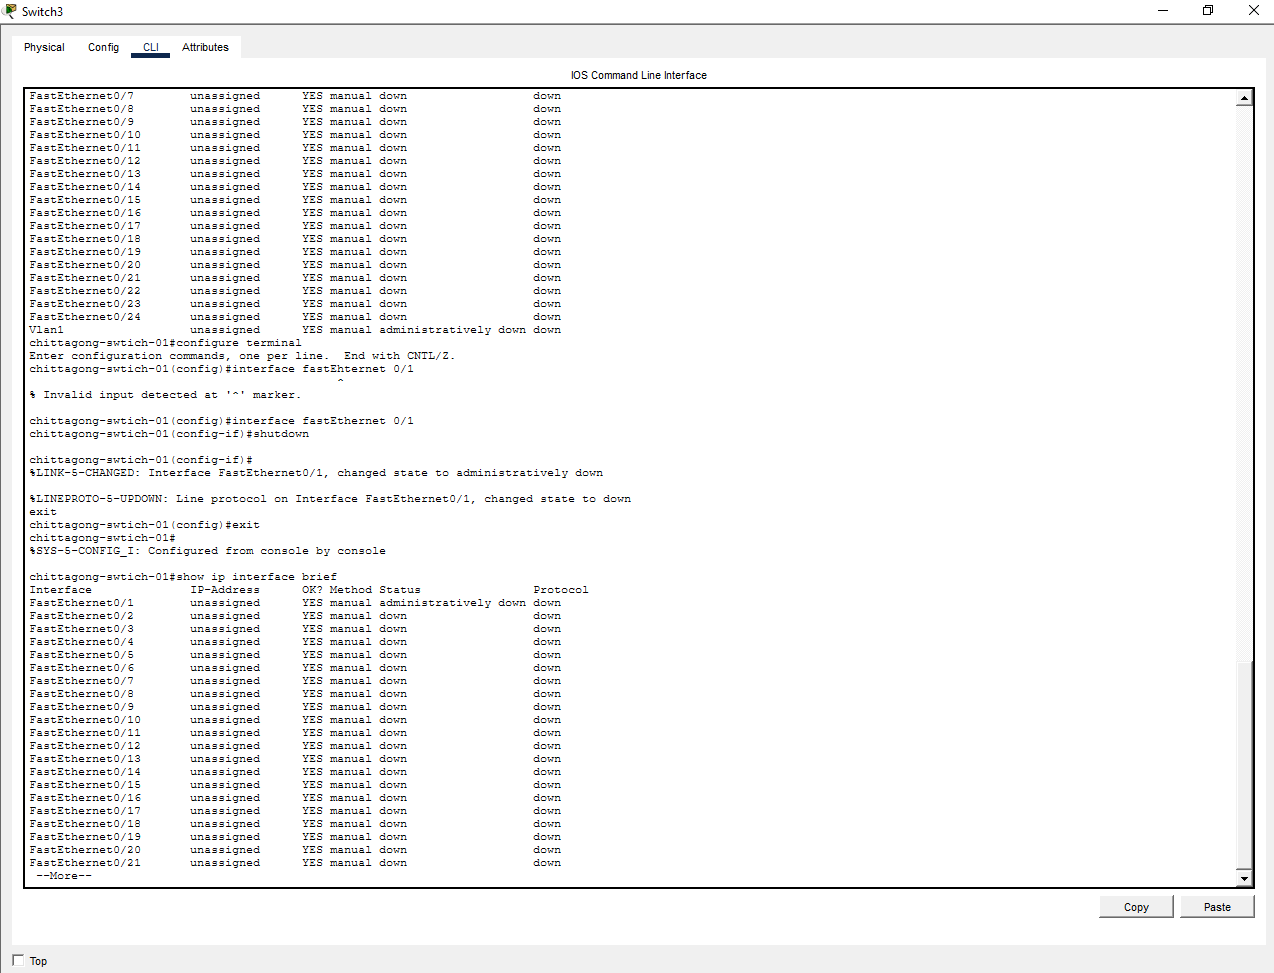 Switch3
Physical Config CLI Attributes
IOS Command Line Interface
FastEthernet0/7 unassigned YES manual down down
FastEthernet0/8 unassigned YES manual down down
FastEthernet0/9 unassigned YES manual down down
FastEthernet0/10 unassigned YES manual down down
FastEthernet0/11 unassigned YES manual down down
FastEthernet0/12 unassigned YES manual down down
FastEthernet0/13 unassigned YES manual down down
FastEthernet0/14 unassigned YES manual down down
FastEthernet0/15 unassigned YES manual down down
FastEthernet0/16 unassigned YES manual down down
FastEthernet0/17 unassigned YES manual down down
FastEthernet0/18 unassigned YES manual down down
FastEthernet0/19 unassigned YES manual down down
FastEthernet0/20 unassigned YES manual down down
FastEthernet0/21 unassigned YES manual down down
FastEthernet0/22 unassigned YES manual down down
FastEthernet0/23 unassigned YES manual down down
FastEthernet0/24 unassigned YES manual down down
Vlan1 unassigned YES manual administratively down down
chittagong-swtich-01#configure terminal
Enter configuration commands, one per line. End with CNTL/Z.
chittagong-swtich-01(config)#interface fastEhternet 0/1
^
% Invalid input detected at '^' marker.
chittagong-swtich-01(config)#interface fastEthernet 0/1
chittagong-swtich-01(config-if)#shutdown
chittagong-swtich-01(config-if)#
%LINK-5-CHANGED: Interface FastEthernet0/1, changed state to administratively down
%LINEPROTO-5-UPDOWN: Line protocol on Interface FastEthernet0/1, changed state to down
exit
chittagong-swtich-01(config)#exit
chittagong-swtich-01#
%SYS-5-CONFIG_I: Configured from console by console
chittagong-swtich-01#show ip interface brief
Interface IP-Address OK? Method Status Protocol
FastEthernet0/1 unassigned YES manual administratively down down
FastEthernet0/2 unassigned YES manual down down
FastEthernet0/3 unassigned YES manual down down
FastEthernet0/4 unassigned YES manual down down
FastEthernet0/5 unassigned YES manual down down
FastEthernet0/6 unassigned YES manual down down
FastEthernet0/7 unassigned YES manual down down
FastEthernet0/8 unassigned YES manual down down
FastEthernet0/9 unassigned YES manual down down
FastEthernet0/10 unassigned YES manual down down
FastEthernet0/11 unassigned YES manual down down
FastEthernet0/12 unassigned YES manual down down
FastEthernet0/13 unassigned YES manual down down
FastEthernet0/14 unassigned YES manual down down
FastEthernet0/15 unassigned YES manual down down
FastEthernet0/16 unassigned YES manual down down
FastEthernet0/17 unassigned YES manual down down
FastEthernet0/18 unassigned YES manual down down
FastEthernet0/19 unassigned YES manual down down
FastEthernet0/20 unassigned YES manual down down
FastEthernet0/21 unassigned YES manual down down
--More--
Copy Paste
Top